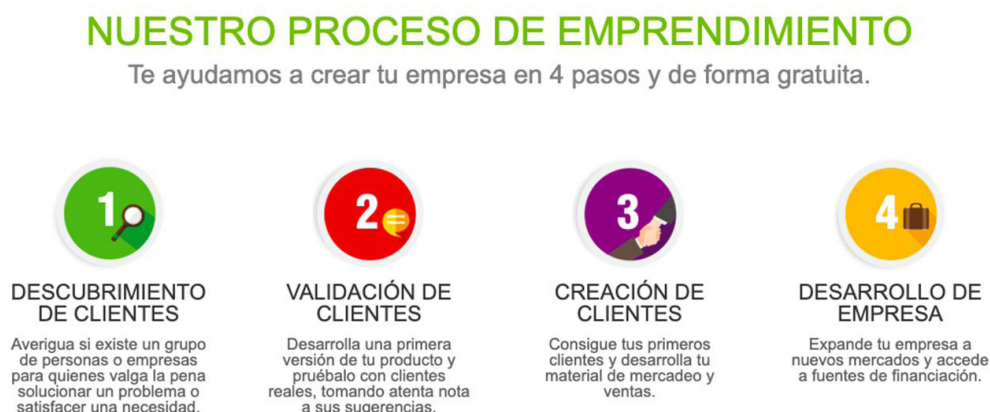 NUESTRO PROCESO DE EMPRENDIMIENTO
Te ayudamos a crear tu empresa en 4 pasos y de forma gratuita.
1
2
3
4
DESCUBRIMIENTO
DE CLIENTES
Averigua si existe un grupo
de personas o empresas
para quienes valga la pena
solucionar un problema o
satisfacer una necesidad.
VALIDACIÓN DE
CLIENTES
Desarrolla una primera
versión de tu producto y
pruébalo con clientes
reales, tomando atenta nota
a sus sugerencias.
CREACIÓN DE
CLIENTES
Consigue tus primeros
clientes y desarrolla tu
material de mercadeo y
ventas.
DESARROLLO DE
EMPRESA
Expande tu empresa a
nuevos mercados y accede
a fuentes de financiación.